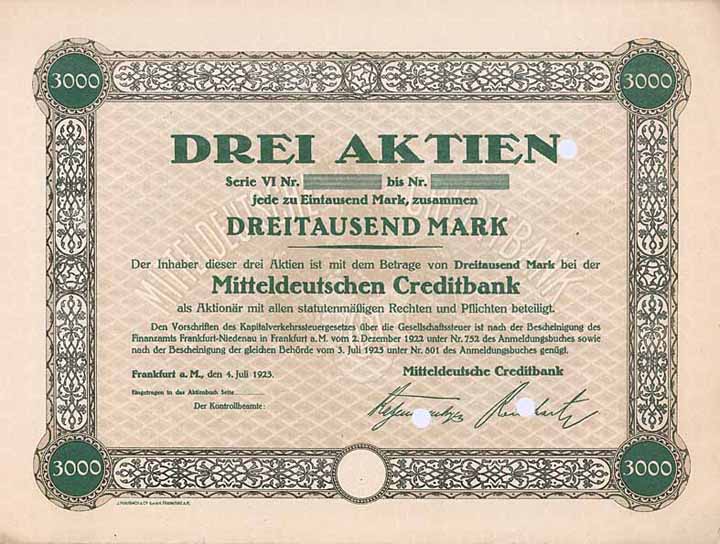 3000 3000
DREI AKTIEN
Serie VI Nr. bis Nr.
jede zu Eintausend Mark, zusammen
DREITAUSEND MARK
Der Inhaber dieser drei Aktien ist mit dem Betrage von Dreitausend Mark bei der
Mitteldeutschen Creditbank
als Aktionär mit allen statutenmäßigen Rechten und Pflichten beteiligt.
Den Vorschriften des Kapitalverkehrssteuergesetzes über die Gesellschaftssteuer ist nach der Bescheinigung des
Finanzamts Frankfurt-Niedenau in Frankfurt a. M. vom 2. Dezember 1922 unter Nr. 752 des Anmeldungsbuches sowie
nach der Bescheinigung der gleichen Behörde vom 3. Juli 1923 unter Nr. 801 des Anmeldungsbuches genügt.
Frankfurt a. M., den 4. Juli 1923.
Mitteldeutsche Creditbank
Eingetragen in das Aktienbuch Seite
Der Kontrollbeamte:
3000 3000